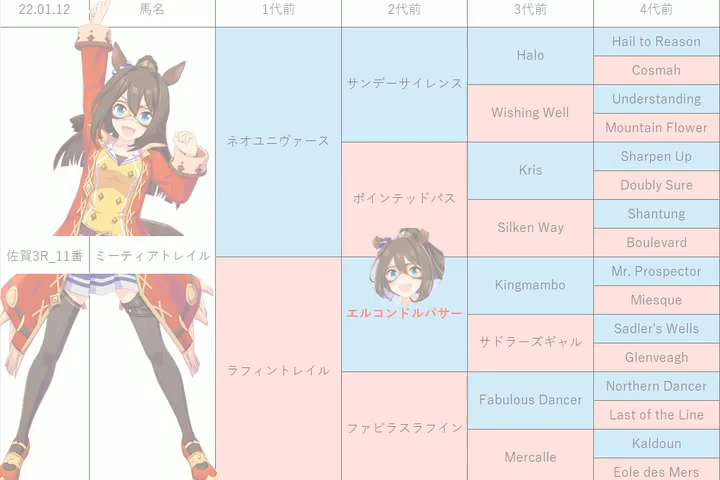 22.01.12 馬名 1代前 2代前 3代前 4代前
佐賀3R_11番 ミーティアトレイル
ネオユニヴァース
ラフィントレイル
サンデーサイレンス
ポインテッドパス
エルコンドルパサー
ファビラスラフイン
Halo
Wishing Well
Kris
Silken Way
Kingmambo
サドラーズギャル
Fabulous Dancer
Mercalle
Hail to Reason
Cosmah
Understanding
Mountain Flower
Sharpen Up
Doubly Sure
Shantung
Boulevard
Mr. Prospector
Miesque
Sadler's Wells
Glenveagh
Northern Dancer
Last of the Line
Kaldoun
Eole des Mers